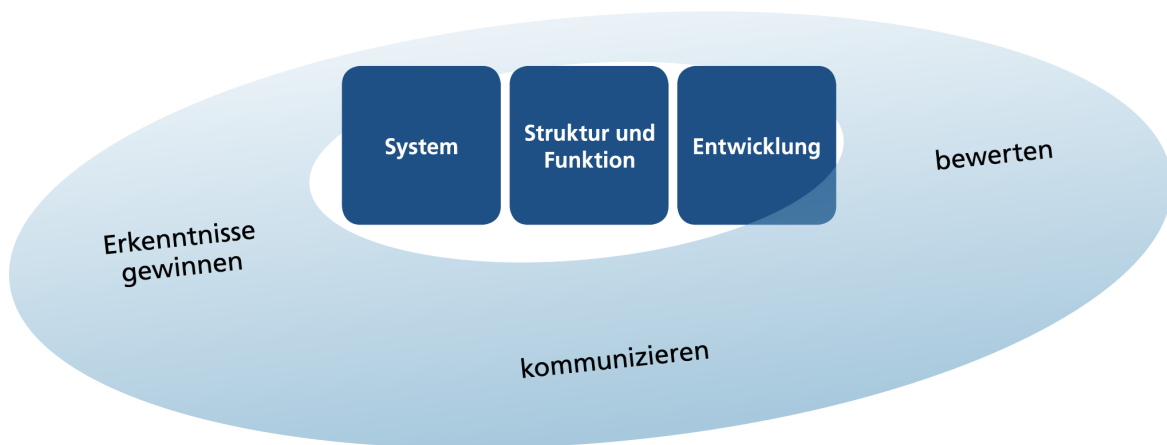 System
Struktur und
Funktion
Entwicklung
bewerten
Erkenntnisse
gewinnen
kommunizieren